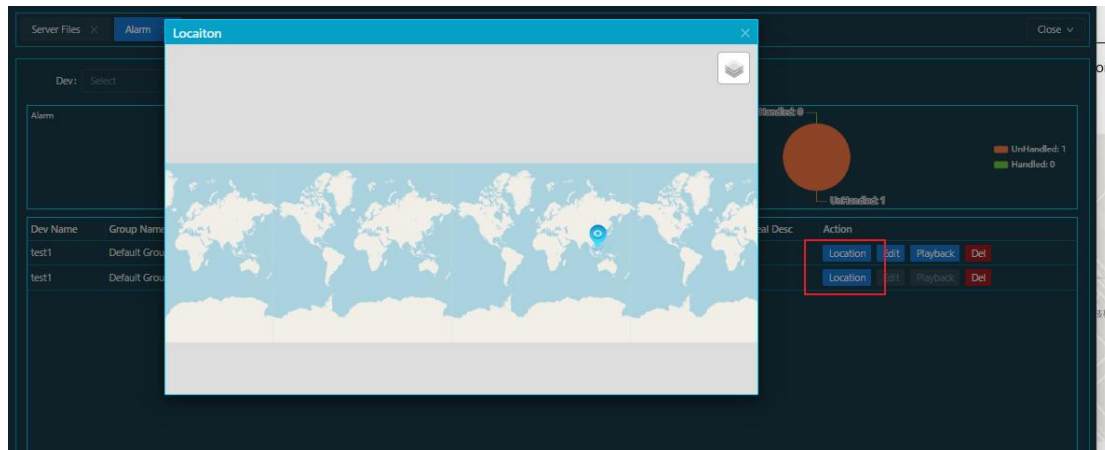 Server Files
Alarm
Locaiton
Close
Dev: Select
Alarm
Handled: 0
UnHandled: 1
UnHandled: 1
Handled: 0
Dev Name Group Name eal Desc Action
test1 Default Grou Location Edit Playback Del
test1 Default Grou Location Edit Playback Del